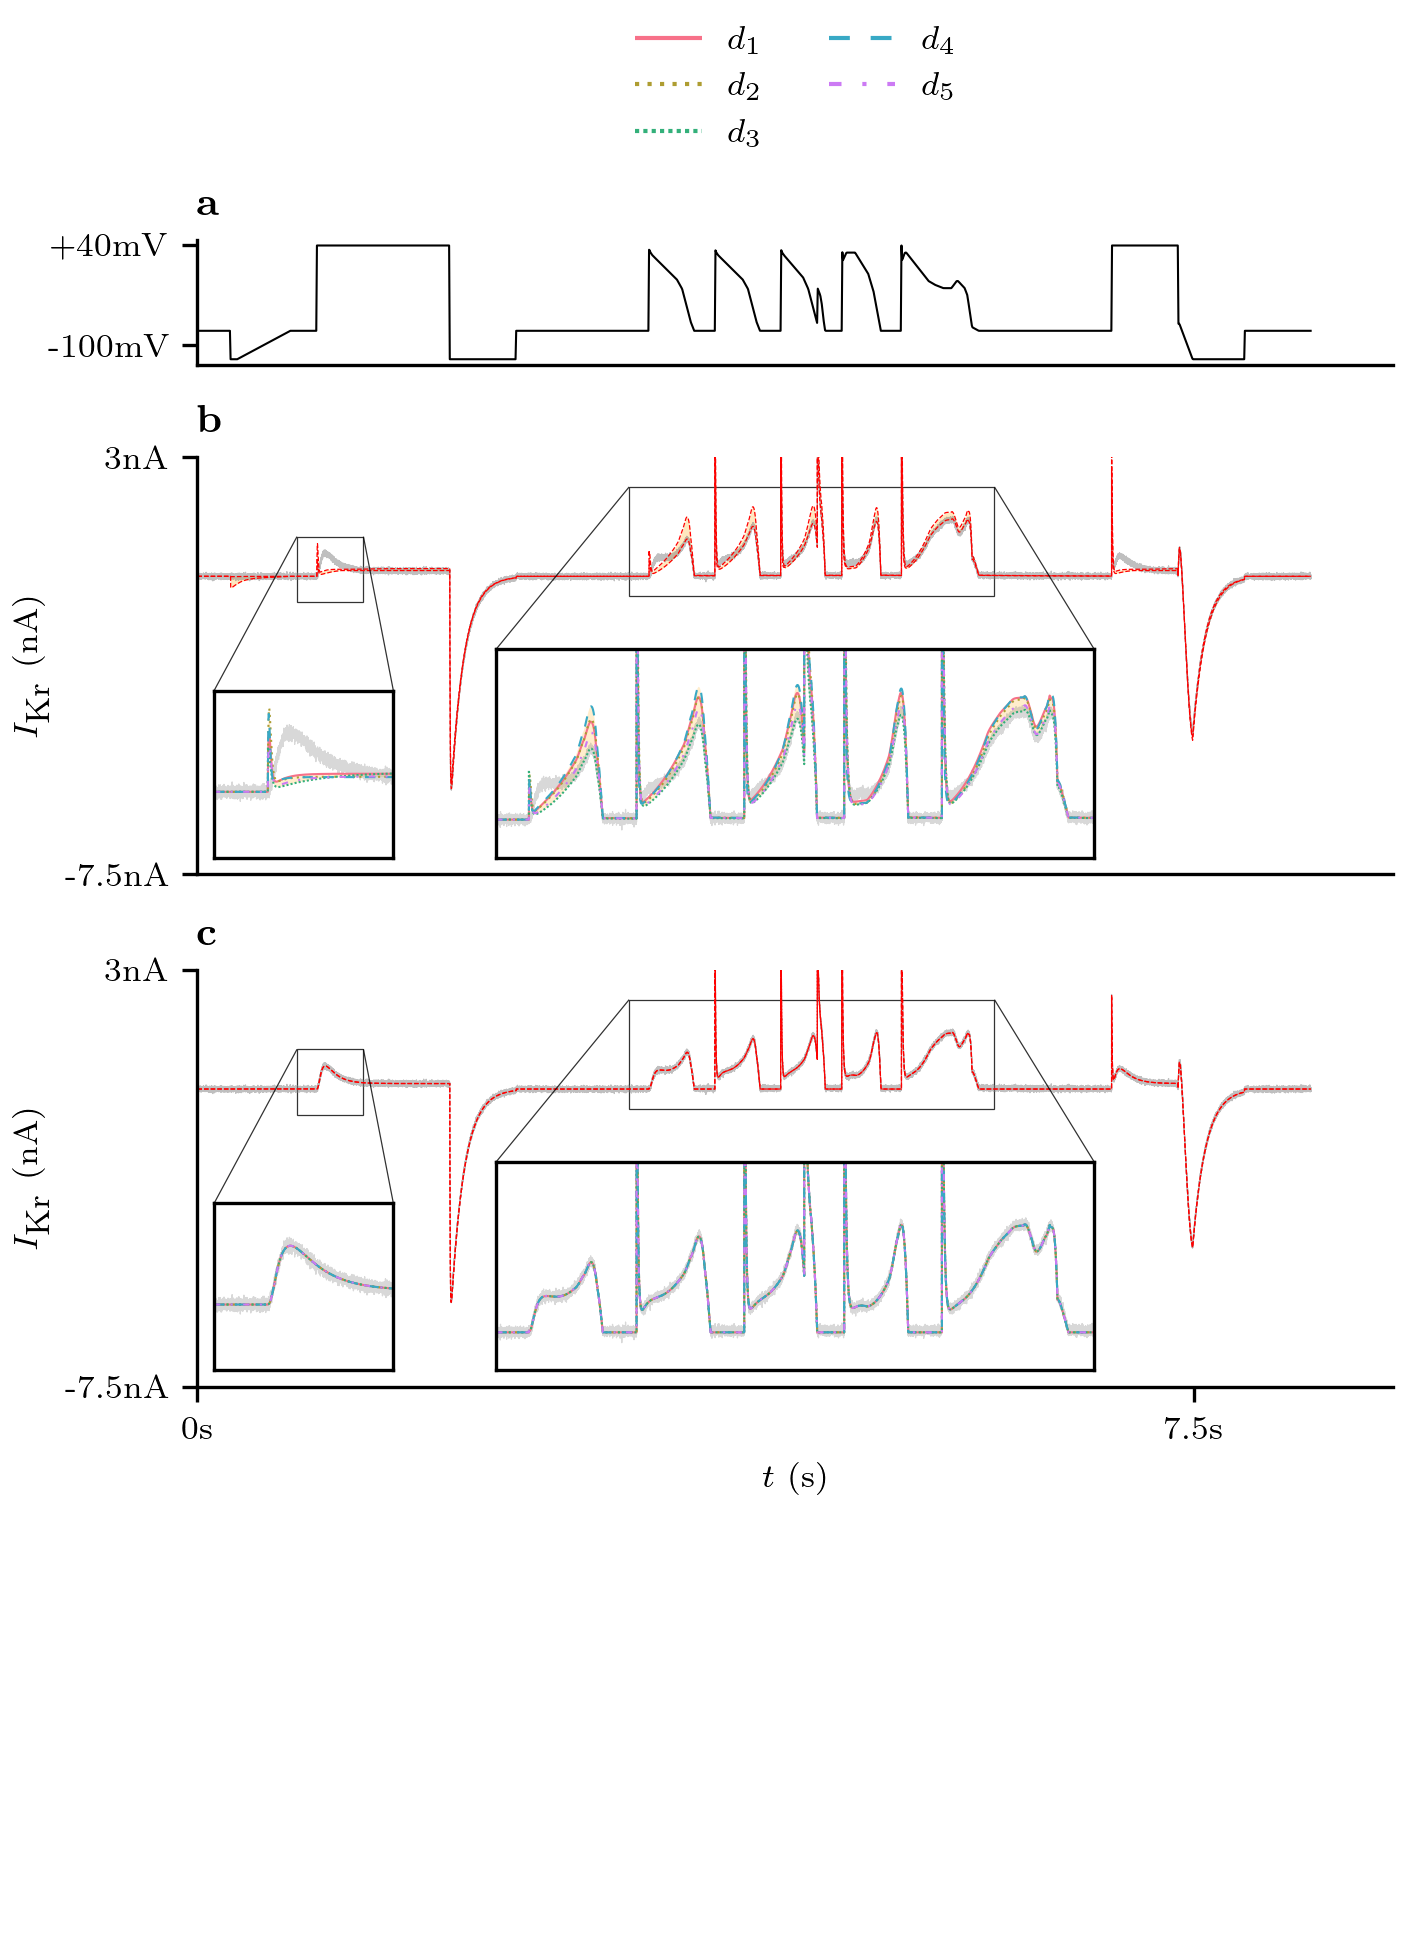 d1 d4
d2 d5
d3
a
+40mV
-100mV
b
3nA
IKr (nA)
-7.5nA
c
3nA
IKr (nA)
-7.5nA
0s 7.5s
t (s)